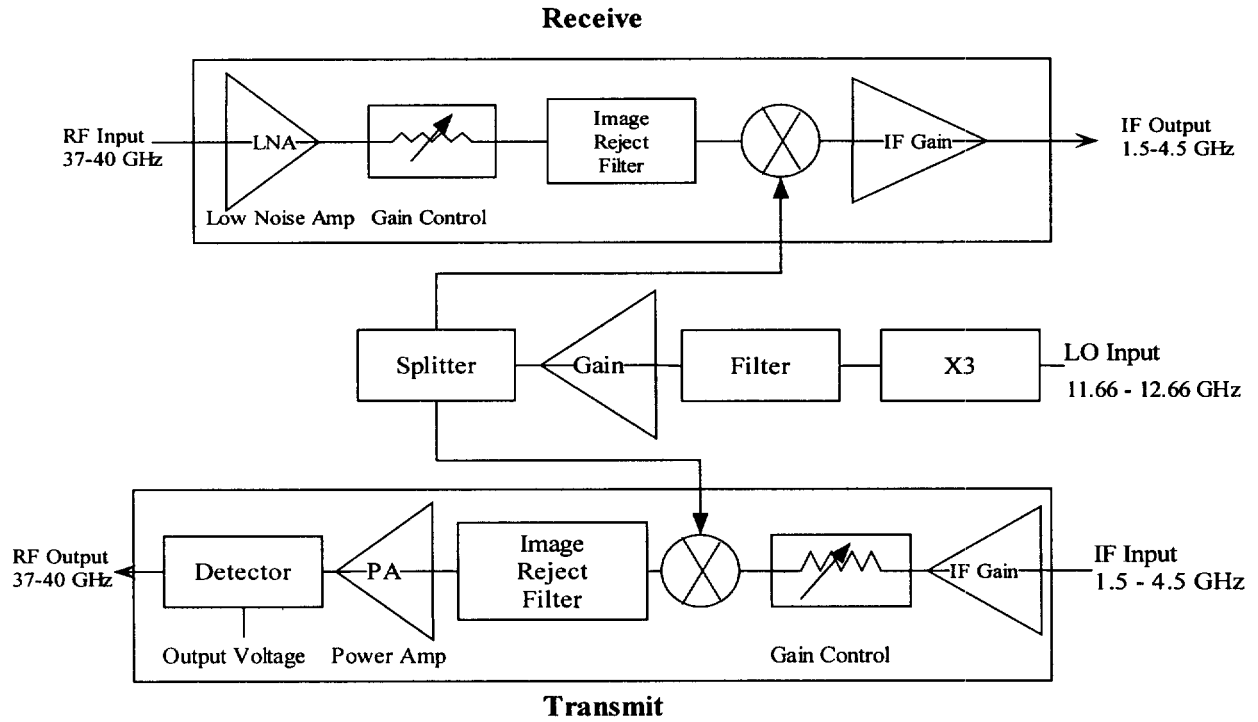 Receive
RF Input
37-40 GHz
LNA
Low Noise Amp
Gain Control
Image
Reject
Filter
IF Gain
IF Output
1.5-4.5 GHz
Splitter
Gain
Filter
X3
LO Input
11.66 - 12.66 GHz
RF Output
37-40 GHz
Detector
Output Voltage
PA
Power Amp
Image
Reject
Filter
Gain Control
IF Gain
IF Input
1.5 - 4.5 GHz
Transmit